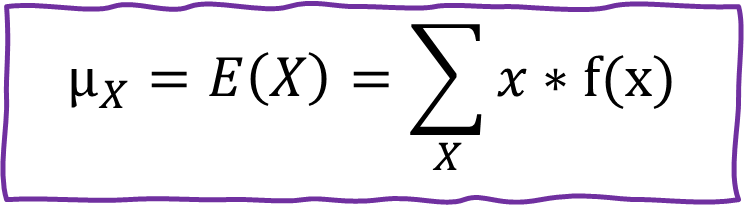 μ_X = E(X) = ∑_X x * f(x)